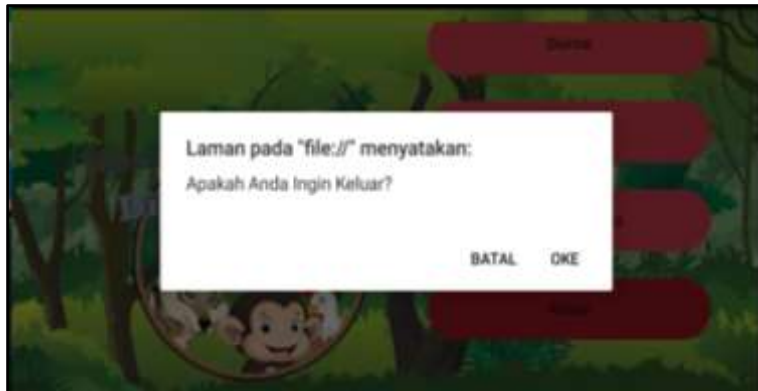 Laman pada "file://" menyatakan:
Apakah Anda Ingin Keluar?
BATAL OKE